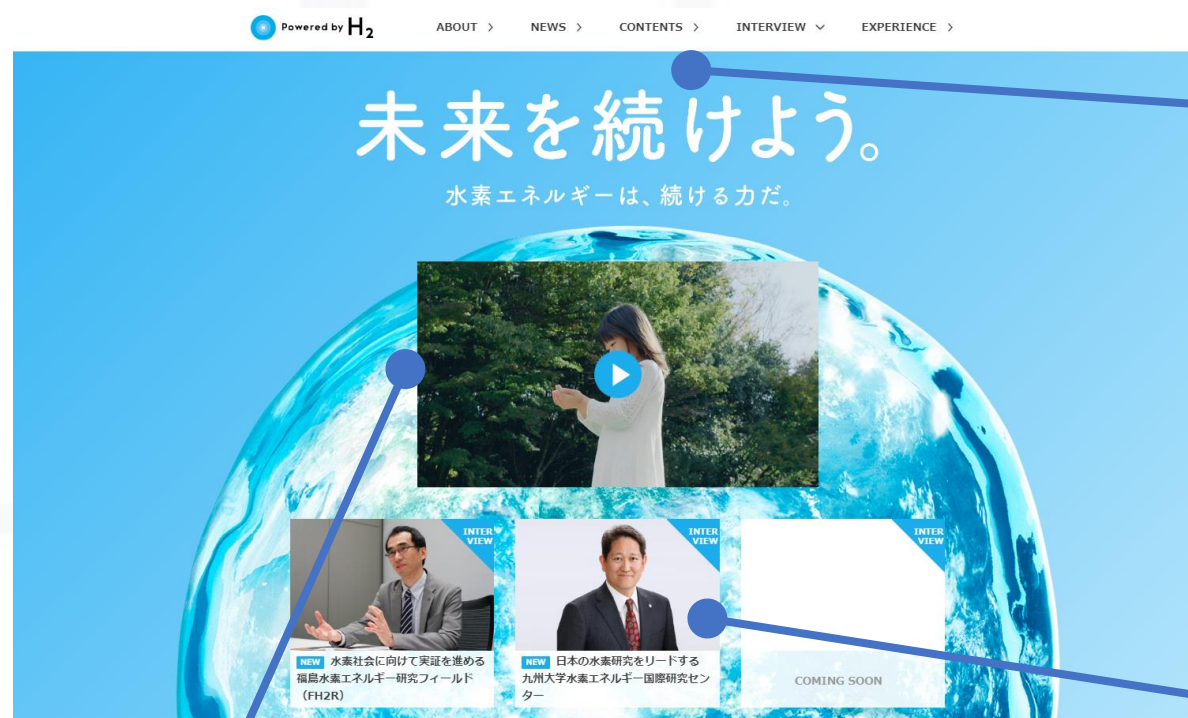 Powered by H2
ABOUT
NEWS
CONTENTS
INTERVIEW
EXPERIENCE
未来を続けよう。
水素エネルギーは、続ける力だ。
INTER
VIEW
NEW 水素社会に向けて実証を進める
福島水素エネルギー研究フィールド
（FH2R）
INTER
VIEW
NEW 日本の水素研究をリードする
九州大学水素エネルギー国際研究セン
ター
INTER
VIEW
COMING SOON